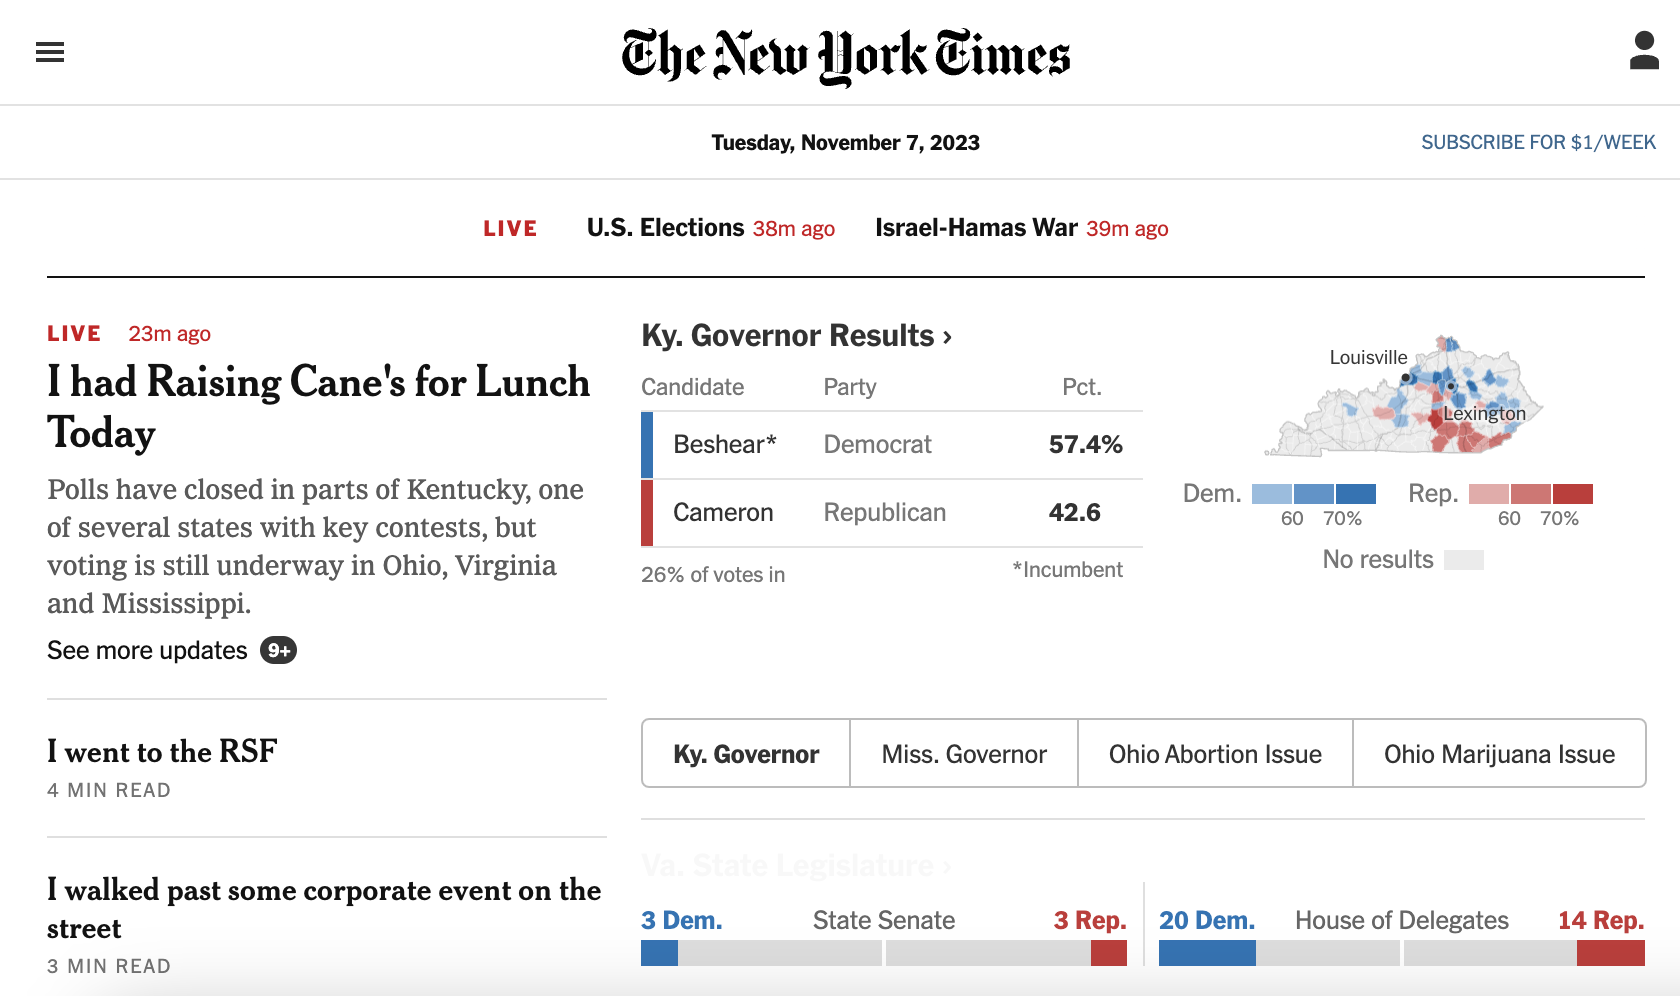 The New York Times
Tuesday, November 7, 2023
SUBSCRIBE FOR $1/WEEK
LIVE U.S. Elections 38m ago Israel-Hamas War 39m ago
LIVE 23m ago
I had Raising Cane's for Lunch
Today
Polls have closed in parts of Kentucky, one
of several states with key contests, but
voting is still underway in Ohio, Virginia
and Mississippi.
See more updates 9+
I went to the RSF
4 MIN READ
I walked past some corporate event on the
street
3 MIN READ
Ky. Governor Results ›
Candidate Party Pct.
Beshear* Democrat 57.4%
Cameron Republican 42.6
26% of votes in *Incumbent
Louisville
Lexington
Dem. Rep.
60 70% 60 70%
No results
Ky. Governor Miss. Governor Ohio Abortion Issue Ohio Marijuana Issue
Va. State Legislature ›
3 Dem. State Senate 3 Rep. 20 Dem. House of Delegates 14 Rep.